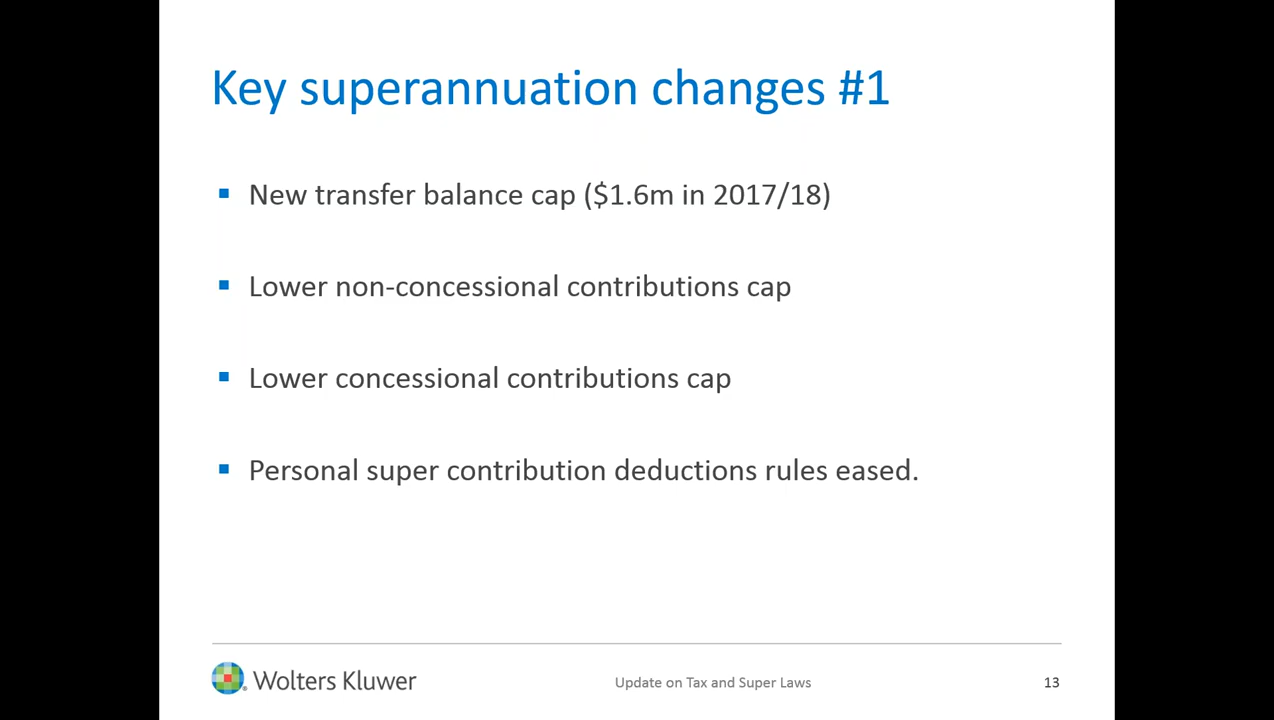 Key superannuation changes #1
New transfer balance cap ($1.6m in 2017/18)
Lower non-concessional contributions cap
Lower concessional contributions cap
Personal super contribution deductions rules eased.
Wolters Kluwer
Update on Tax and Super Laws
13